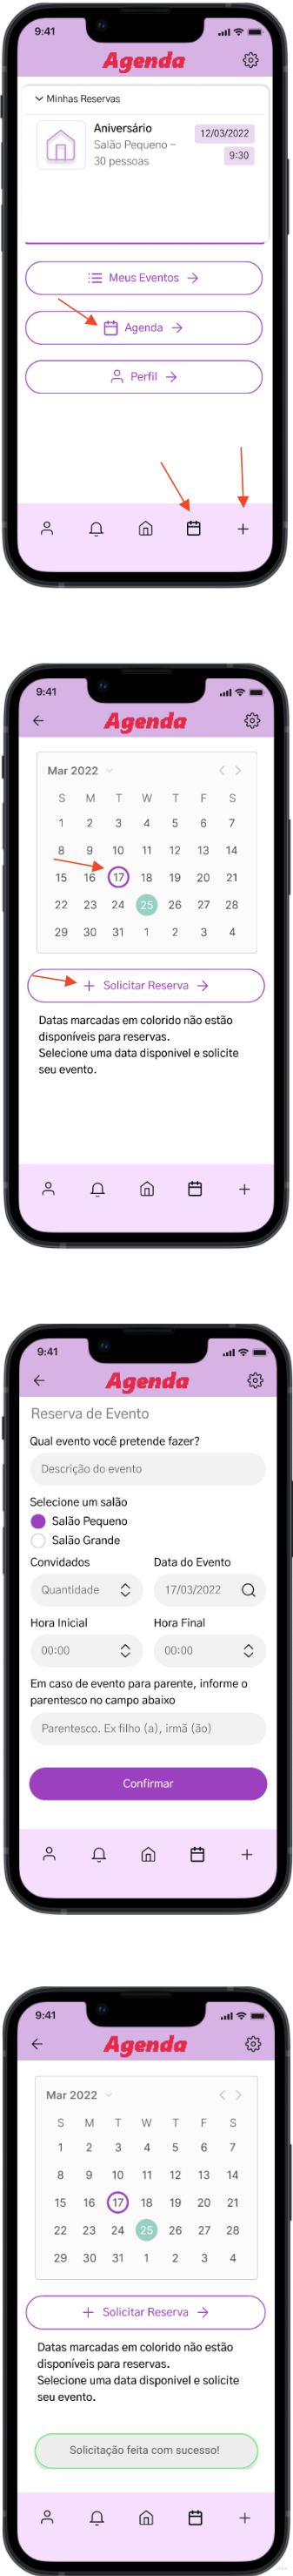 9:41
Agenda
Minhas Reservas
Aniversário
12/03/2022
Salão Pequeno -
9:30
30 pessoas
Meus Eventos
Agenda
Perfil
9:41
Agenda
Mar 2022
S M T W T F S
1 2 3 4 5 6 7
8 9 10 11 12 13 14
15 16 17 18 19 20 21
22 23 24 25 26 27 28
29 30 31 1 2 3 4
Solicitar Reserva
Datas marcadas em colorido não estão
disponíveis para reservas.
Selecione uma data disponivel e solicite
seu evento.
9:41
Agenda
Reserva de Evento
Qual evento você pretende fazer?
Descrição do evento
Selecione um salão
Salão Pequeno
Salão Grande
Convidados Data do Evento
Quantidade 17/03/2022
Hora Inicial Hora Final
00:00 00:00
Em caso de evento para parente, informe o
parentesco no campo abaixo
Parentesco. Ex filho (a), irmã (ão)
Confirmar
9:41
Agenda
Mar 2022
S M T W T F S
1 2 3 4 5 6 7
8 9 10 11 12 13 14
15 16 17 18 19 20 21
22 23 24 25 26 27 28
29 30 31 1 2 3 4
Solicitar Reserva
Datas marcadas em colorido não estão
disponíveis para reservas.
Selecione uma data disponivel e solicite
seu evento.
Solicitação feita com sucesso!